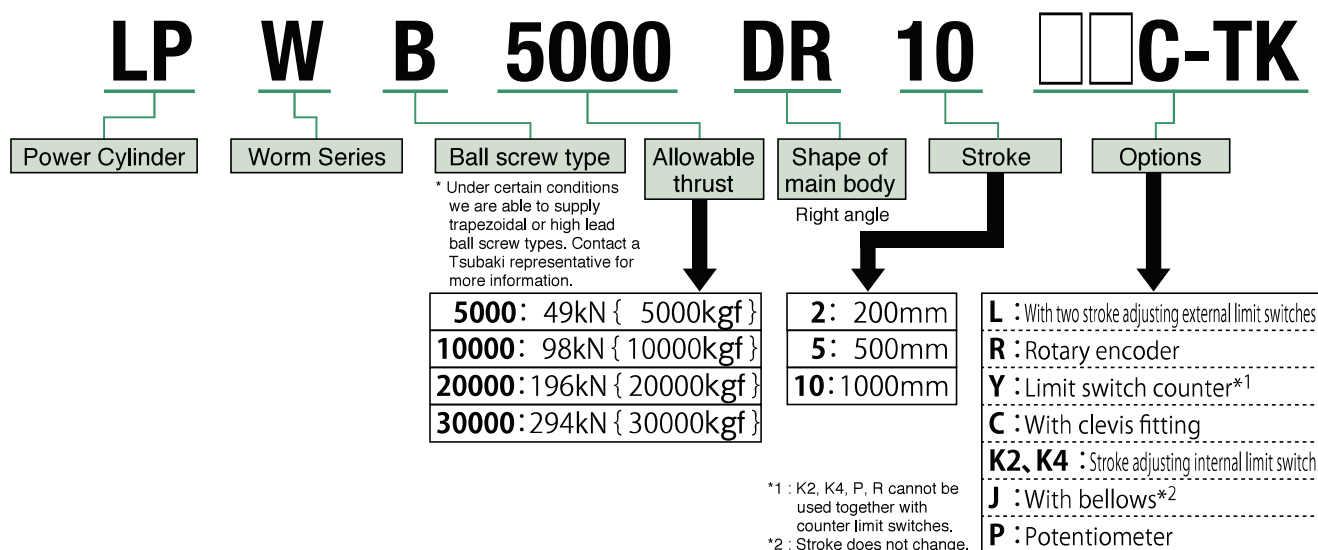 LP W B 5000 DR 10 □□C-TK
Power Cylinder
Worm Series
Ball screw type
* Under certain conditions
we are able to supply
trapezoidal or high lead
ball screw types. Contact a
Tsubaki representative for
more information.
Allowable
thrust
Shape of
main body
Right angle
Stroke
Options
5000: 49kN { 5000kgf }
10000: 98kN { 10000kgf }
20000: 196kN { 20000kgf }
30000: 294kN { 30000kgf }
2: 200mm
5: 500mm
10: 1000mm
L : With two stroke adjusting external limit switches
R : Rotary encoder
Y : Limit switch counter*1
C : With clevis fitting
K2、K4 : Stroke adjusting internal limit switch
J : With bellows*2
P : Potentiometer
*1 : K2, K4, P, R cannot be
used together with
counter limit switches.
*2 : Stroke does not change.